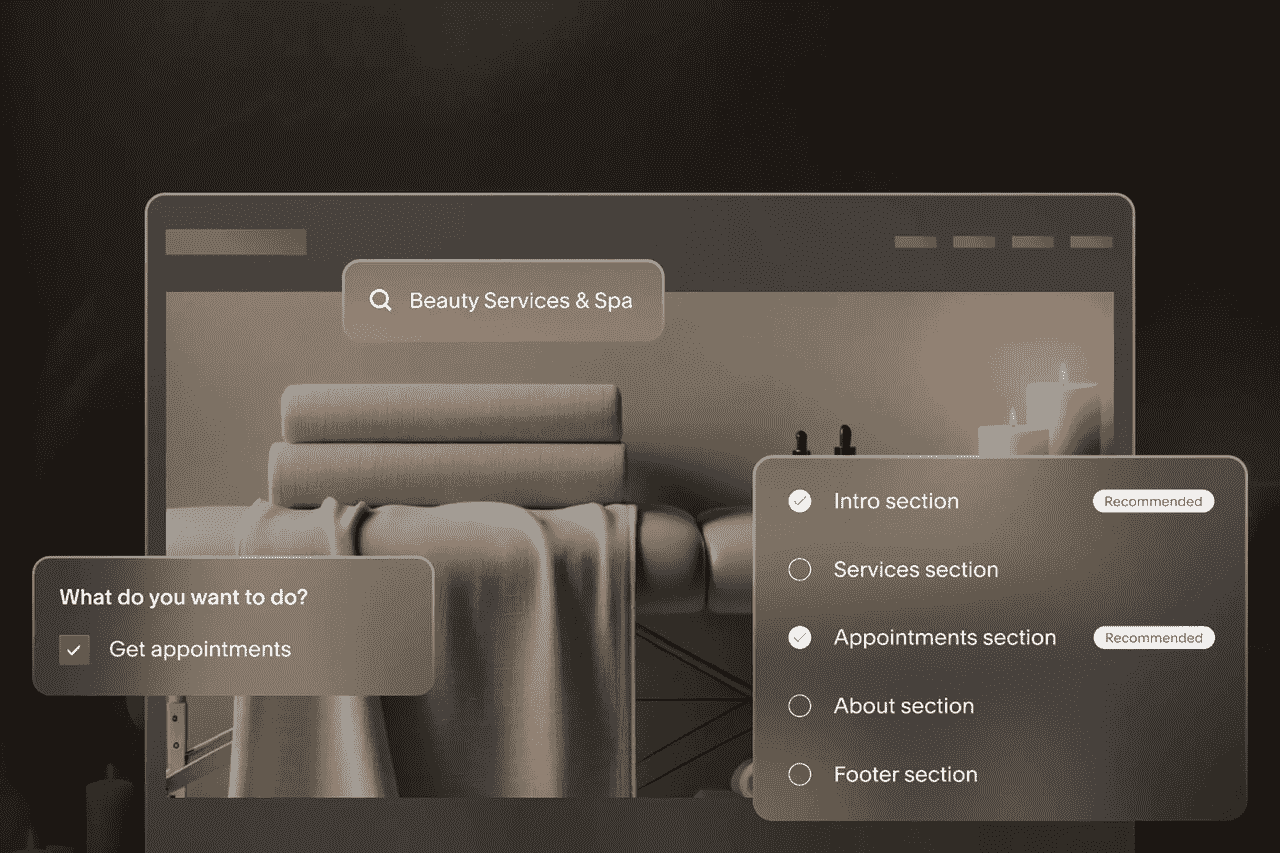 Beauty Services & Spa
What do you want to do?
Get appointments
Intro section
Recommended
Services section
Appointments section
Recommended
About section
Footer section